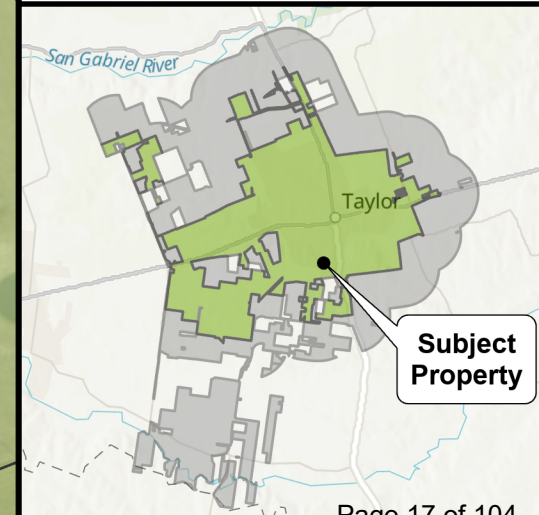 San Gabriel River
Taylor
Subject
Property
Page 17 of 104